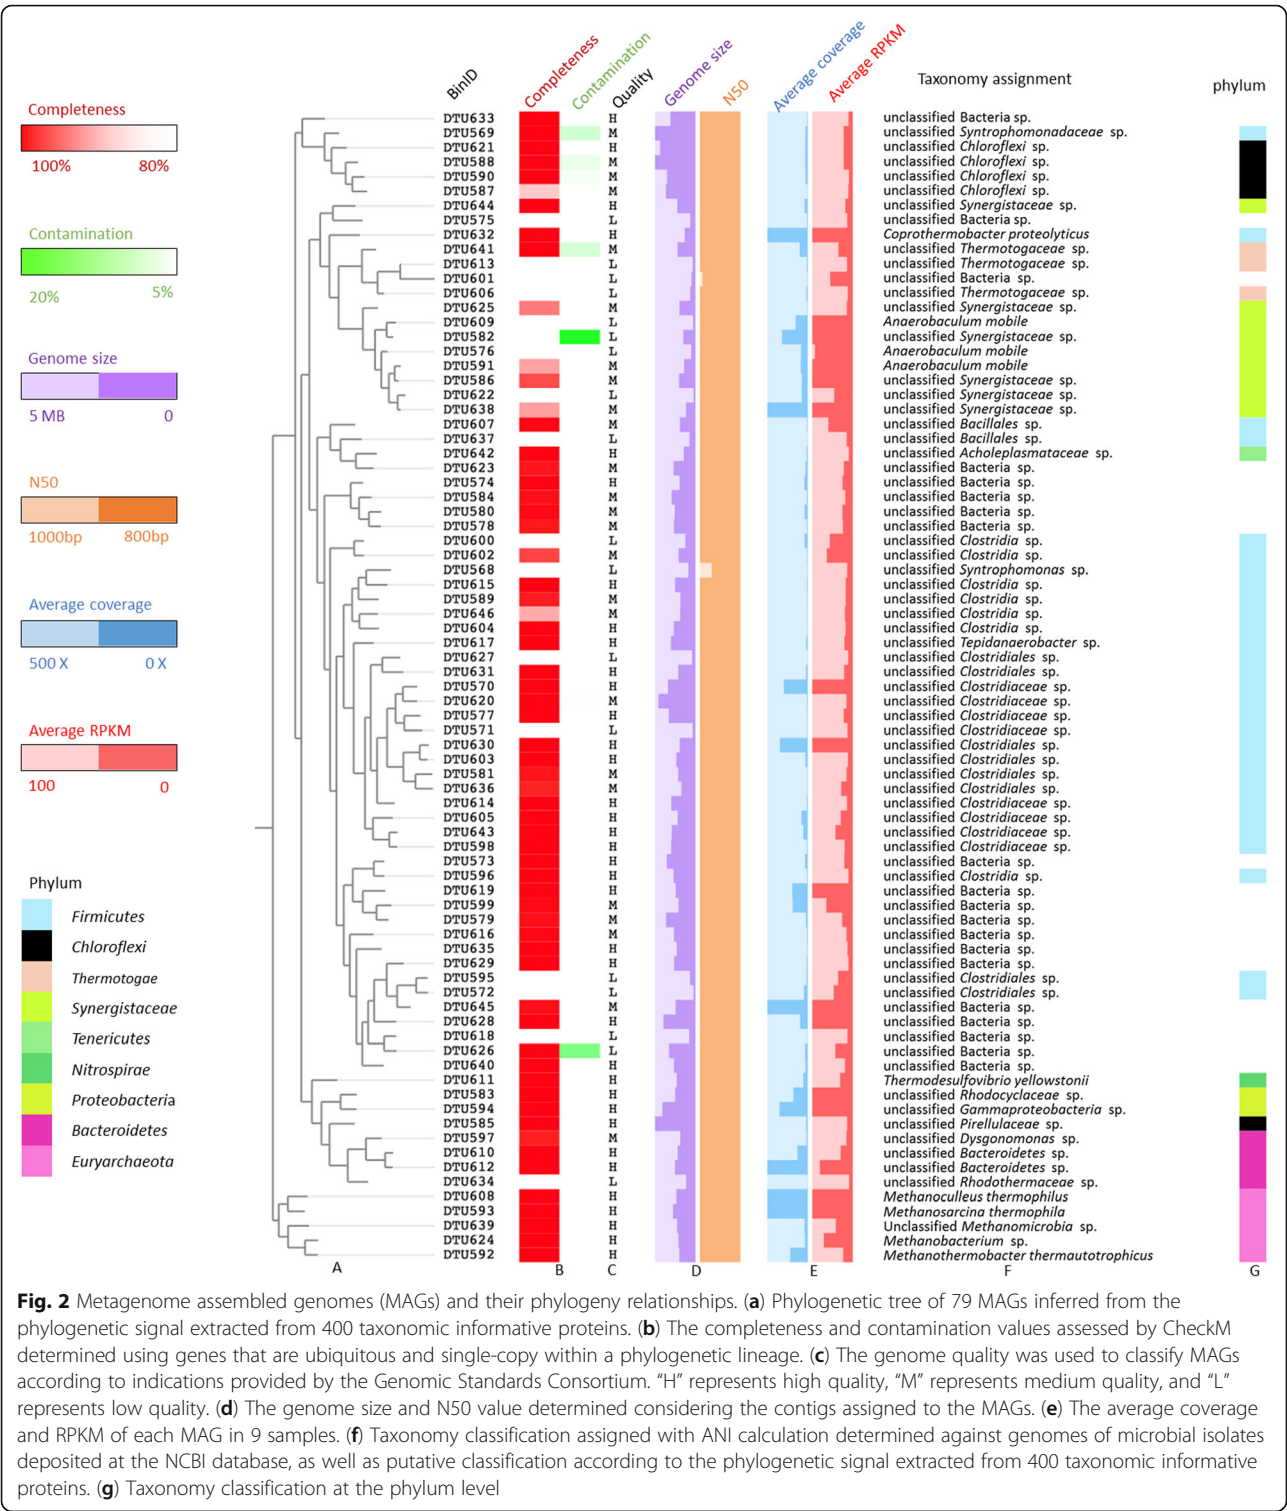 BinID Completeness Contamination Quality Genome size N50 Average coverage Average RPKM Taxonomy assignment phylum
Completeness
100% 80%
Contamination
20% 5%
Genome size
5 MB 0
N50
1000bp 800bp
Average coverage
500 X 0 X
Average RPKM
100 0
Phylum
Firmicutes
Chloroflexi
Thermotogae
Synergistaceae
Tenericutes
Nitrospirae
Proteobacteria
Bacteroidetes
Euryarchaeota
DTU633 H unclassified Bacteria sp.
DTU569 M unclassified Syntrophomonadaceae sp.
DTU621 H unclassified Chloroflexi sp.
DTU588 M unclassified Chloroflexi sp.
DTU590 M unclassified Chloroflexi sp.
DTU587 M unclassified Chloroflexi sp.
DTU644 H unclassified Synergistaceae sp.
DTU575 L unclassified Bacteria sp.
DTU632 H Coprothermobacter proteolyticus
DTU641 M unclassified Thermotogaceae sp.
DTU613 L unclassified Thermotogaceae sp.
DTU601 L unclassified Bacteria sp.
DTU606 L unclassified Thermotogaceae sp.
DTU625 M unclassified Synergistaceae sp.
DTU609 L Anaerobaculum mobile
DTU582 L unclassified Synergistaceae sp.
DTU576 L Anaerobaculum mobile
DTU591 M Anaerobaculum mobile
DTU586 M unclassified Synergistaceae sp.
DTU622 L unclassified Synergistaceae sp.
DTU638 M unclassified Synergistaceae sp.
DTU607 M unclassified Bacillales sp.
DTU637 L unclassified Bacillales sp.
DTU642 H unclassified Acholeplasmataceae sp.
DTU623 M unclassified Bacteria sp.
DTU574 H unclassified Bacteria sp.
DTU584 M unclassified Bacteria sp.
DTU580 M unclassified Bacteria sp.
DTU578 M unclassified Bacteria sp.
DTU600 L unclassified Clostridia sp.
DTU602 M unclassified Clostridia sp.
DTU568 L unclassified Syntrophomonas sp.
DTU615 H unclassified Clostridia sp.
DTU589 M unclassified Clostridia sp.
DTU646 M unclassified Clostridia sp.
DTU604 H unclassified Clostridia sp.
DTU617 H unclassified Tepidanaerobacter sp.
DTU627 L unclassified Clostridiales sp.
DTU631 H unclassified Clostridiales sp.
DTU570 H unclassified Clostridiaceae sp.
DTU620 M unclassified Clostridiaceae sp.
DTU577 H unclassified Clostridiaceae sp.
DTU571 L unclassified Clostridiaceae sp.
DTU630 H unclassified Clostridiales sp.
DTU603 H unclassified Clostridiales sp.
DTU581 M unclassified Clostridiales sp.
DTU636 M unclassified Clostridiales sp.
DTU614 H unclassified Clostridiaceae sp.
DTU605 H unclassified Clostridiaceae sp.
DTU643 H unclassified Clostridiaceae sp.
DTU598 H unclassified Clostridiaceae sp.
DTU573 H unclassified Bacteria sp.
DTU596 H unclassified Clostridia sp.
DTU619 H unclassified Bacteria sp.
DTU599 M unclassified Bacteria sp.
DTU579 M unclassified Bacteria sp.
DTU616 M unclassified Bacteria sp.
DTU635 H unclassified Bacteria sp.
DTU629 H unclassified Bacteria sp.
DTU595 L unclassified Clostridiales sp.
DTU572 L unclassified Clostridiales sp.
DTU645 M unclassified Bacteria sp.
DTU628 H unclassified Bacteria sp.
DTU618 L unclassified Bacteria sp.
DTU626 L unclassified Bacteria sp.
DTU640 H unclassified Bacteria sp.
DTU611 H Thermodesulfovibrio yellowstonii
DTU583 H unclassified Rhodocyclaceae sp.
DTU594 H unclassified Gammaproteobacteria sp.
DTU585 H unclassified Pirellulaceae sp.
DTU597 M unclassified Dysgonomonas sp.
DTU610 H unclassified Bacteroidetes sp.
DTU612 H unclassified Bacteroidetes sp.
DTU634 L unclassified Rhodothermaceae sp.
DTU608 H Methanoculleus thermophilus
DTU593 H Methanosarcina thermophila
DTU639 H Unclassified Methanomicrobia sp.
DTU624 H Methanobacterium sp.
DTU592 H Methanothermobacter thermautotrophicus
A B C D E F G
Fig. 2 Metagenome assembled genomes (MAGs) and their phylogeny relationships. (a) Phylogenetic tree of 79 MAGs inferred from the
phylogenetic signal extracted from 400 taxonomic informative proteins. (b) The completeness and contamination values assessed by CheckM
determined using genes that are ubiquitous and single-copy within a phylogenetic lineage. (c) The genome quality was used to classify MAGs
according to indications provided by the Genomic Standards Consortium. “H” represents high quality, “M” represents medium quality, and “L”
represents low quality. (d) The genome size and N50 value determined considering the contigs assigned to the MAGs. (e) The average coverage
and RPKM of each MAG in 9 samples. (f) Taxonomy classification assigned with ANI calculation determined against genomes of microbial isolates
deposited at the NCBI database, as well as putative classification according to the phylogenetic signal extracted from 400 taxonomic informative
proteins. (g) Taxonomy classification at the phylum level